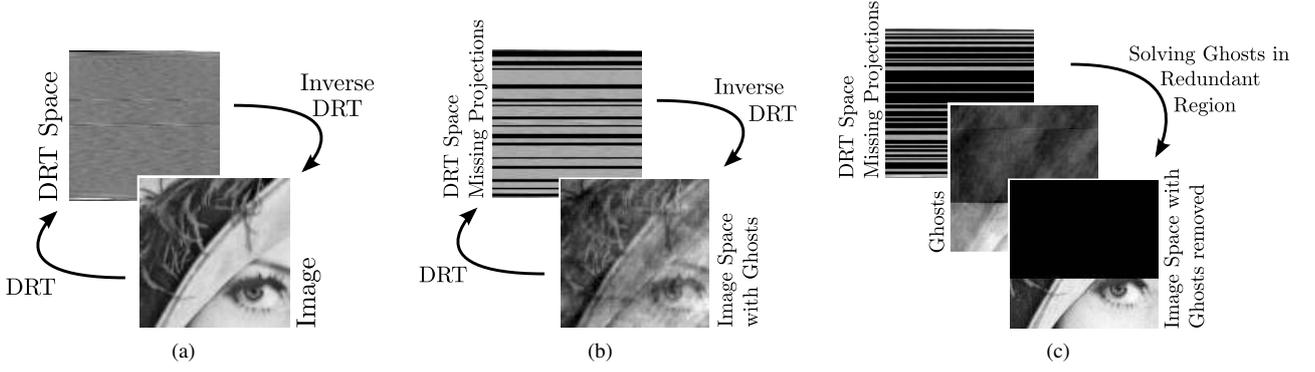 DRT Space
Inverse
DRT
DRT
Image
(a)
DRT Space
Missing Projections
Inverse
DRT
DRT
Image Space
with Ghosts
(b)
DRT Space
Missing Projections
Solving Ghosts in
Redundant
Region
Ghosts
Image Space with
Ghosts removed
(c)